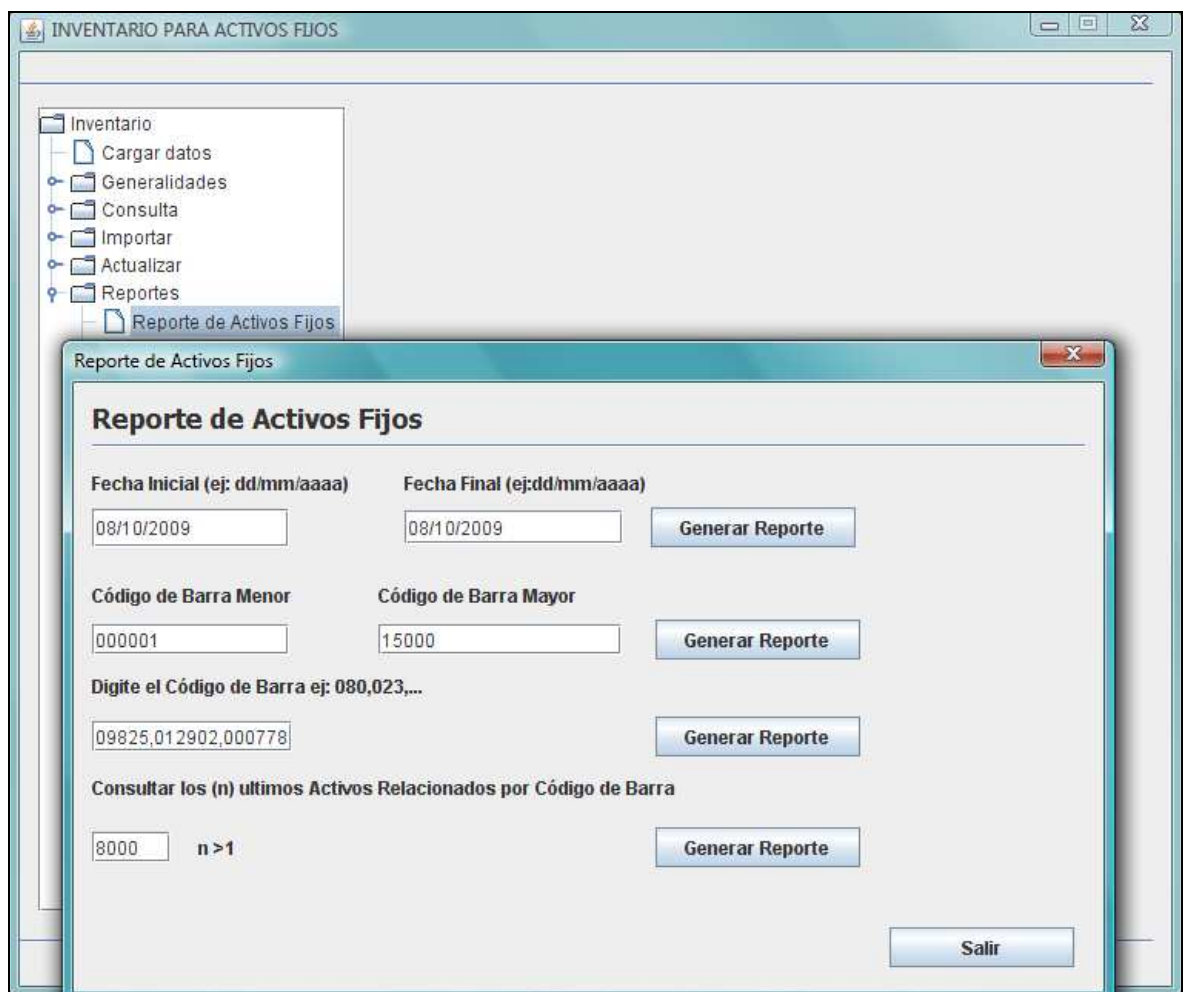 INVENTARIO PARA ACTIVOS FIJOS
Inventario
Cargar datos
Generalidades
Consulta
Importar
Actualizar
Reportes
Reporte de Activos Fijos
Reporte de Activos Fijos
Reporte de Activos Fijos
Fecha Inicial (ej: dd/mm/aaaa) Fecha Final (ej:dd/mm/aaaa)
08/10/2009 08/10/2009 Generar Reporte
Código de Barra Menor Código de Barra Mayor
000001 15000 Generar Reporte
Digite el Código de Barra ej: 080,023,...
09825,012902,000778 Generar Reporte
Consultar los (n) ultimos Activos Relacionados por Código de Barra
8000 n >1 Generar Reporte
Salir